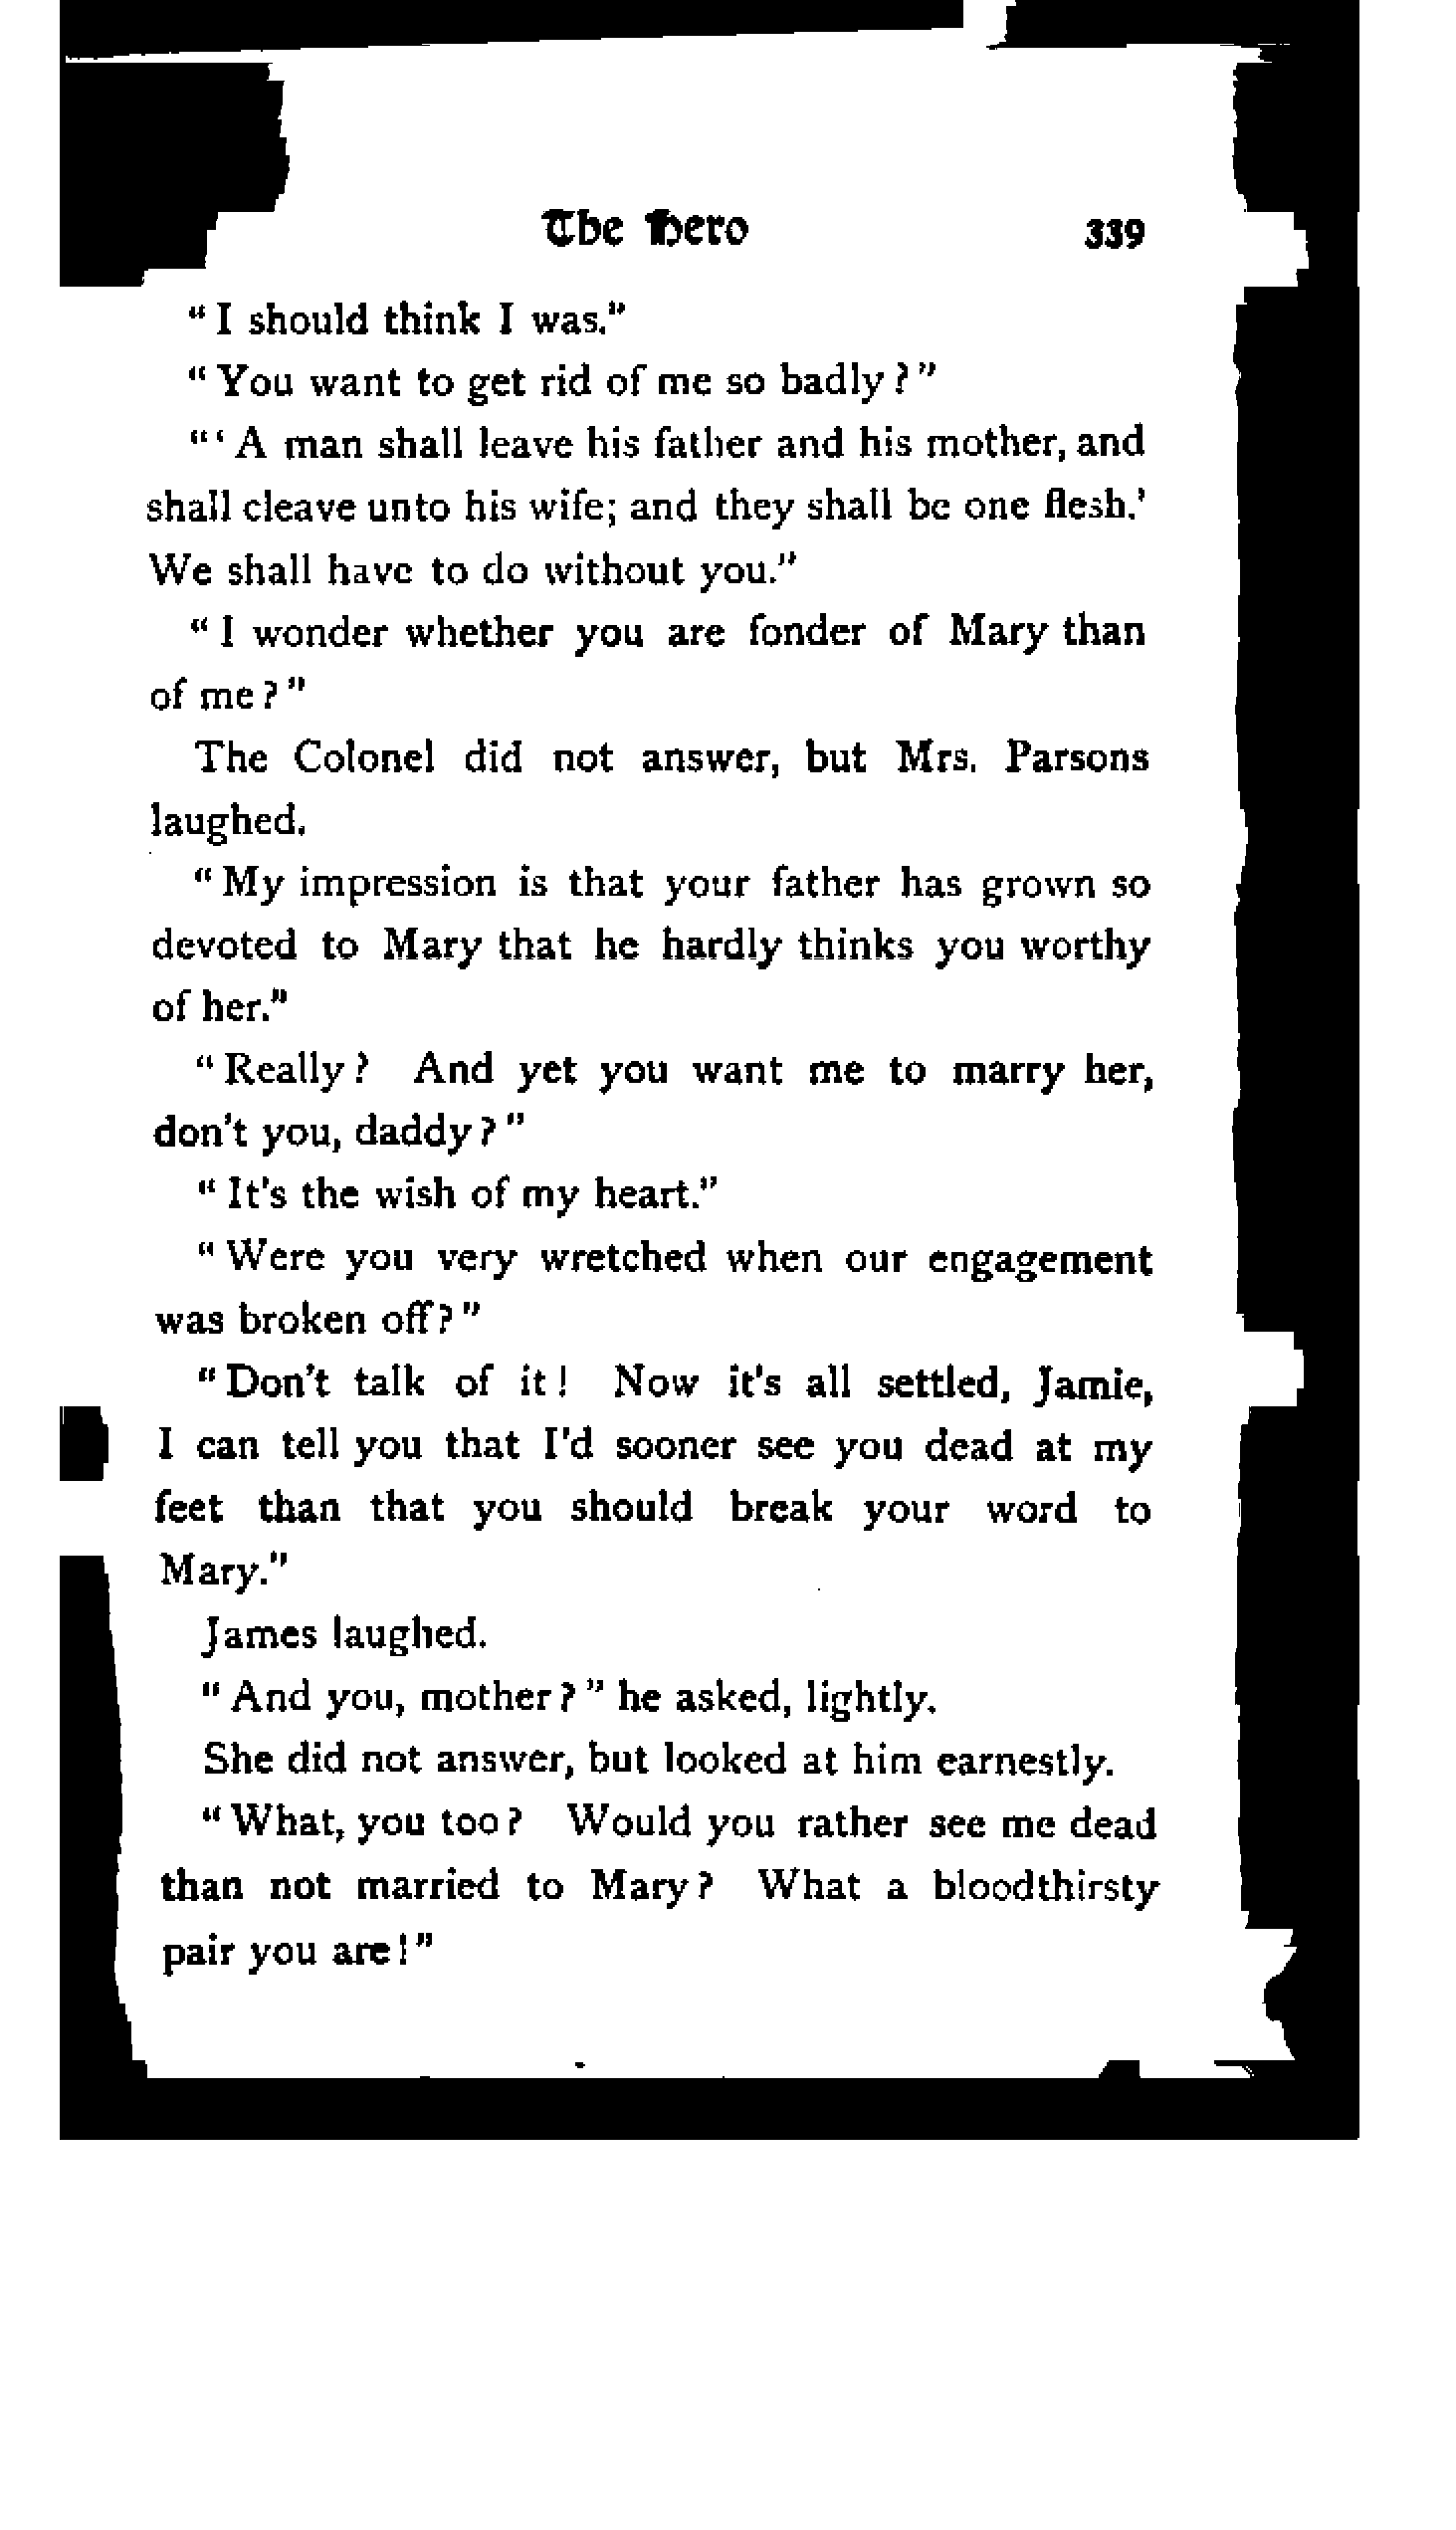 The Hero 339
“ I should think I was.”
“ You want to get rid of me so badly ? ”
“‘ A man shall leave his father and his mother, and
shall cleave unto his wife; and they shall be one flesh.’
We shall have to do without you.”
“ I wonder whether you are fonder of Mary than
of me ? ”
The Colonel did not answer, but Mrs. Parsons
laughed.
“ My impression is that your father has grown so
devoted to Mary that he hardly thinks you worthy
of her.”
“ Really ? And yet you want me to marry her,
don't you, daddy ? ”
“ It's the wish of my heart.”
“ Were you very wretched when our engagement
was broken off ? ”
“ Don't talk of it ! Now it's all settled, Jamie,
I can tell you that I'd sooner see you dead at my
feet than that you should break your word to
Mary.”
James laughed.
“ And you, mother ? ” he asked, lightly.
She did not answer, but looked at him earnestly.
“ What, you too ? Would you rather see me dead
than not married to Mary ? What a bloodthirsty
pair you are ! ”